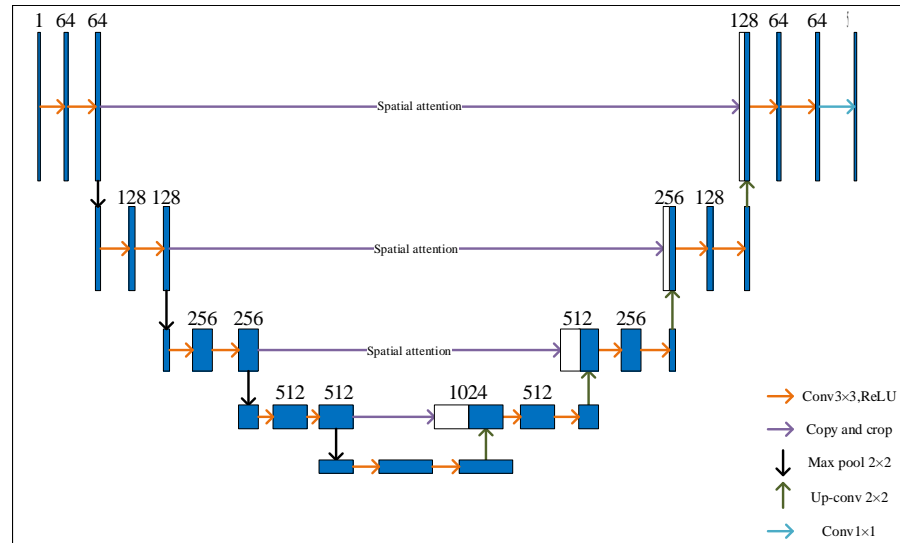 1 64 64
128 64 64
Spatial attention
128 128
256 128
Spatial attention
256 256
512 256
Spatial attention
512 512
1024 512
Conv3×3,ReLU
Copy and crop
Max pool 2×2
Up-conv 2×2
Conv1×1